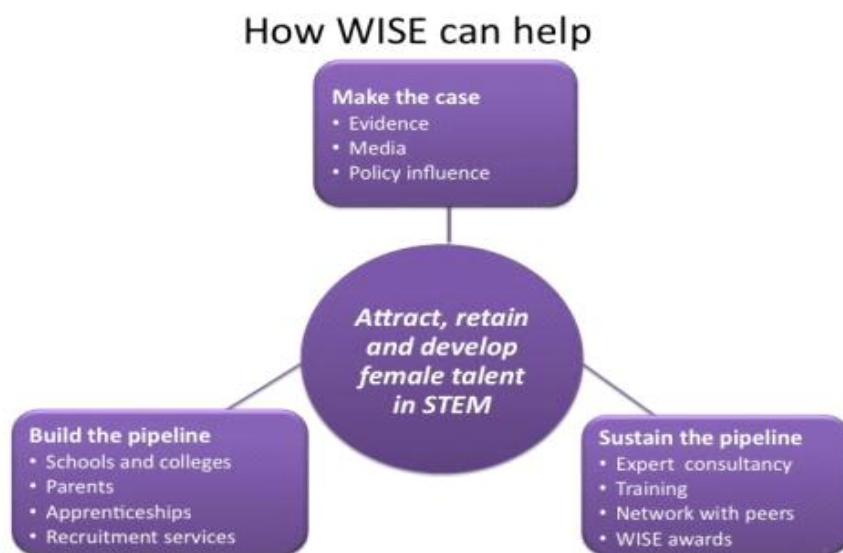 How WISE can help
Make the case
• Evidence
• Media
• Policy influence
Attract, retain
and develop
female talent
in STEM
Build the pipeline
• Schools and colleges
• Parents
• Apprenticeships
• Recruitment services
Sustain the pipeline
• Expert consultancy
• Training
• Network with peers
• WISE awards